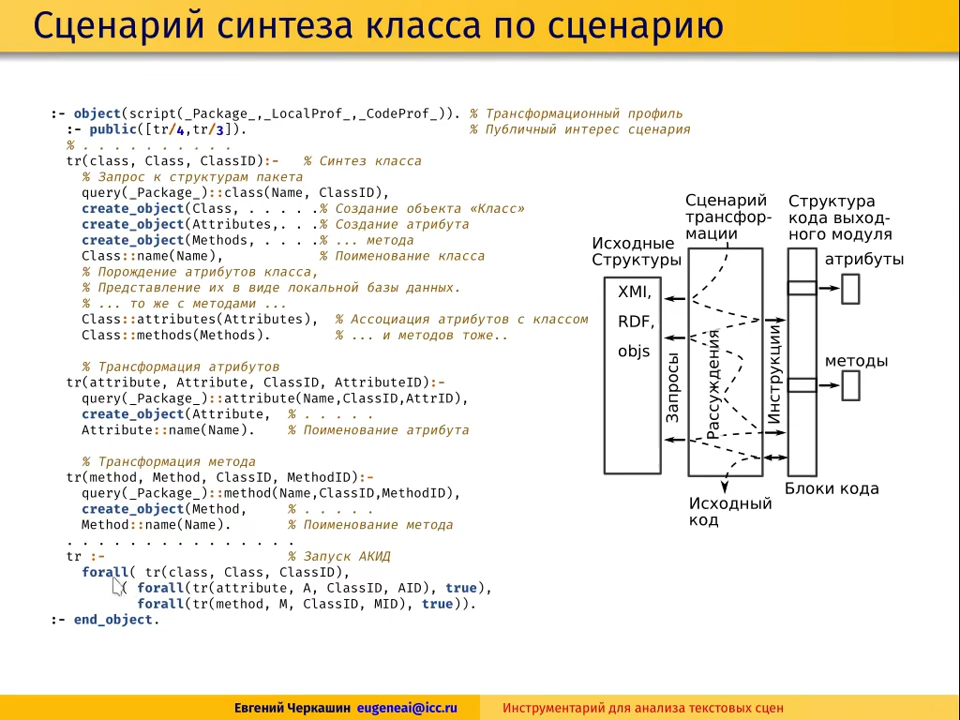 Сценарий синтеза класса по сценарию
:- object(script(_Package_,_LocalProf_,_CodeProf_)). % Трансформационный профиль
:- public([tr/4,tr/3]). % Публичный интерес сценария
% . . . . . . . . . .
tr(class, Class, ClassID):- % Синтез класса
% Запрос к структурам пакета
query(_Package_)::class(Name, ClassID),
create_object(Class, . . . . .% Создание объекта «Класс»
create_object(Attributes,. . .% Создание атрибута
create_object(Methods, . . . .% ... метода
Class::name(Name), % Поименование класса
% Порождение атрибутов класса,
% Представление их в виде локальной базы данных.
% ... то же с методами ...
Class::attributes(Attributes), % Ассоциация атрибутов с классом
Class::methods(Methods). % ... и методов тоже..
% Трансформация атрибутов
tr(attribute, Attribute, ClassID, AttributeID):-
query(_Package_)::attribute(Name,ClassID,AttrID),
create_object(Attribute, % . . . . .
Attribute::name(Name). % Поименование атрибута
% Трансформация метода
tr(method, Method, ClassID, MethodID):-
query(_Package_)::method(Name,ClassID,MethodID),
create_object(Method, % . . . . .
Method::name(Name). % Поименование метода
. . . . . . . . . . . . . . .
tr :- % Запуск АКИД
forall( tr(class, Class, ClassID),
( forall(tr(attribute, A, ClassID, AID), true),
forall(tr(method, M, ClassID, MID), true)).
:- end_object.
Исходные
Структуры
XMI,
RDF,
objs
Запросы
Сценарий
трансфор-
мации
Рассуждения
Инструкции
Структура
кода выход-
ного модуля
атрибуты
методы
Блоки кода
Исходный
код
Евгений Черкашин eugeneai@icc.ru
Инструментарий для анализа текстовых сцен